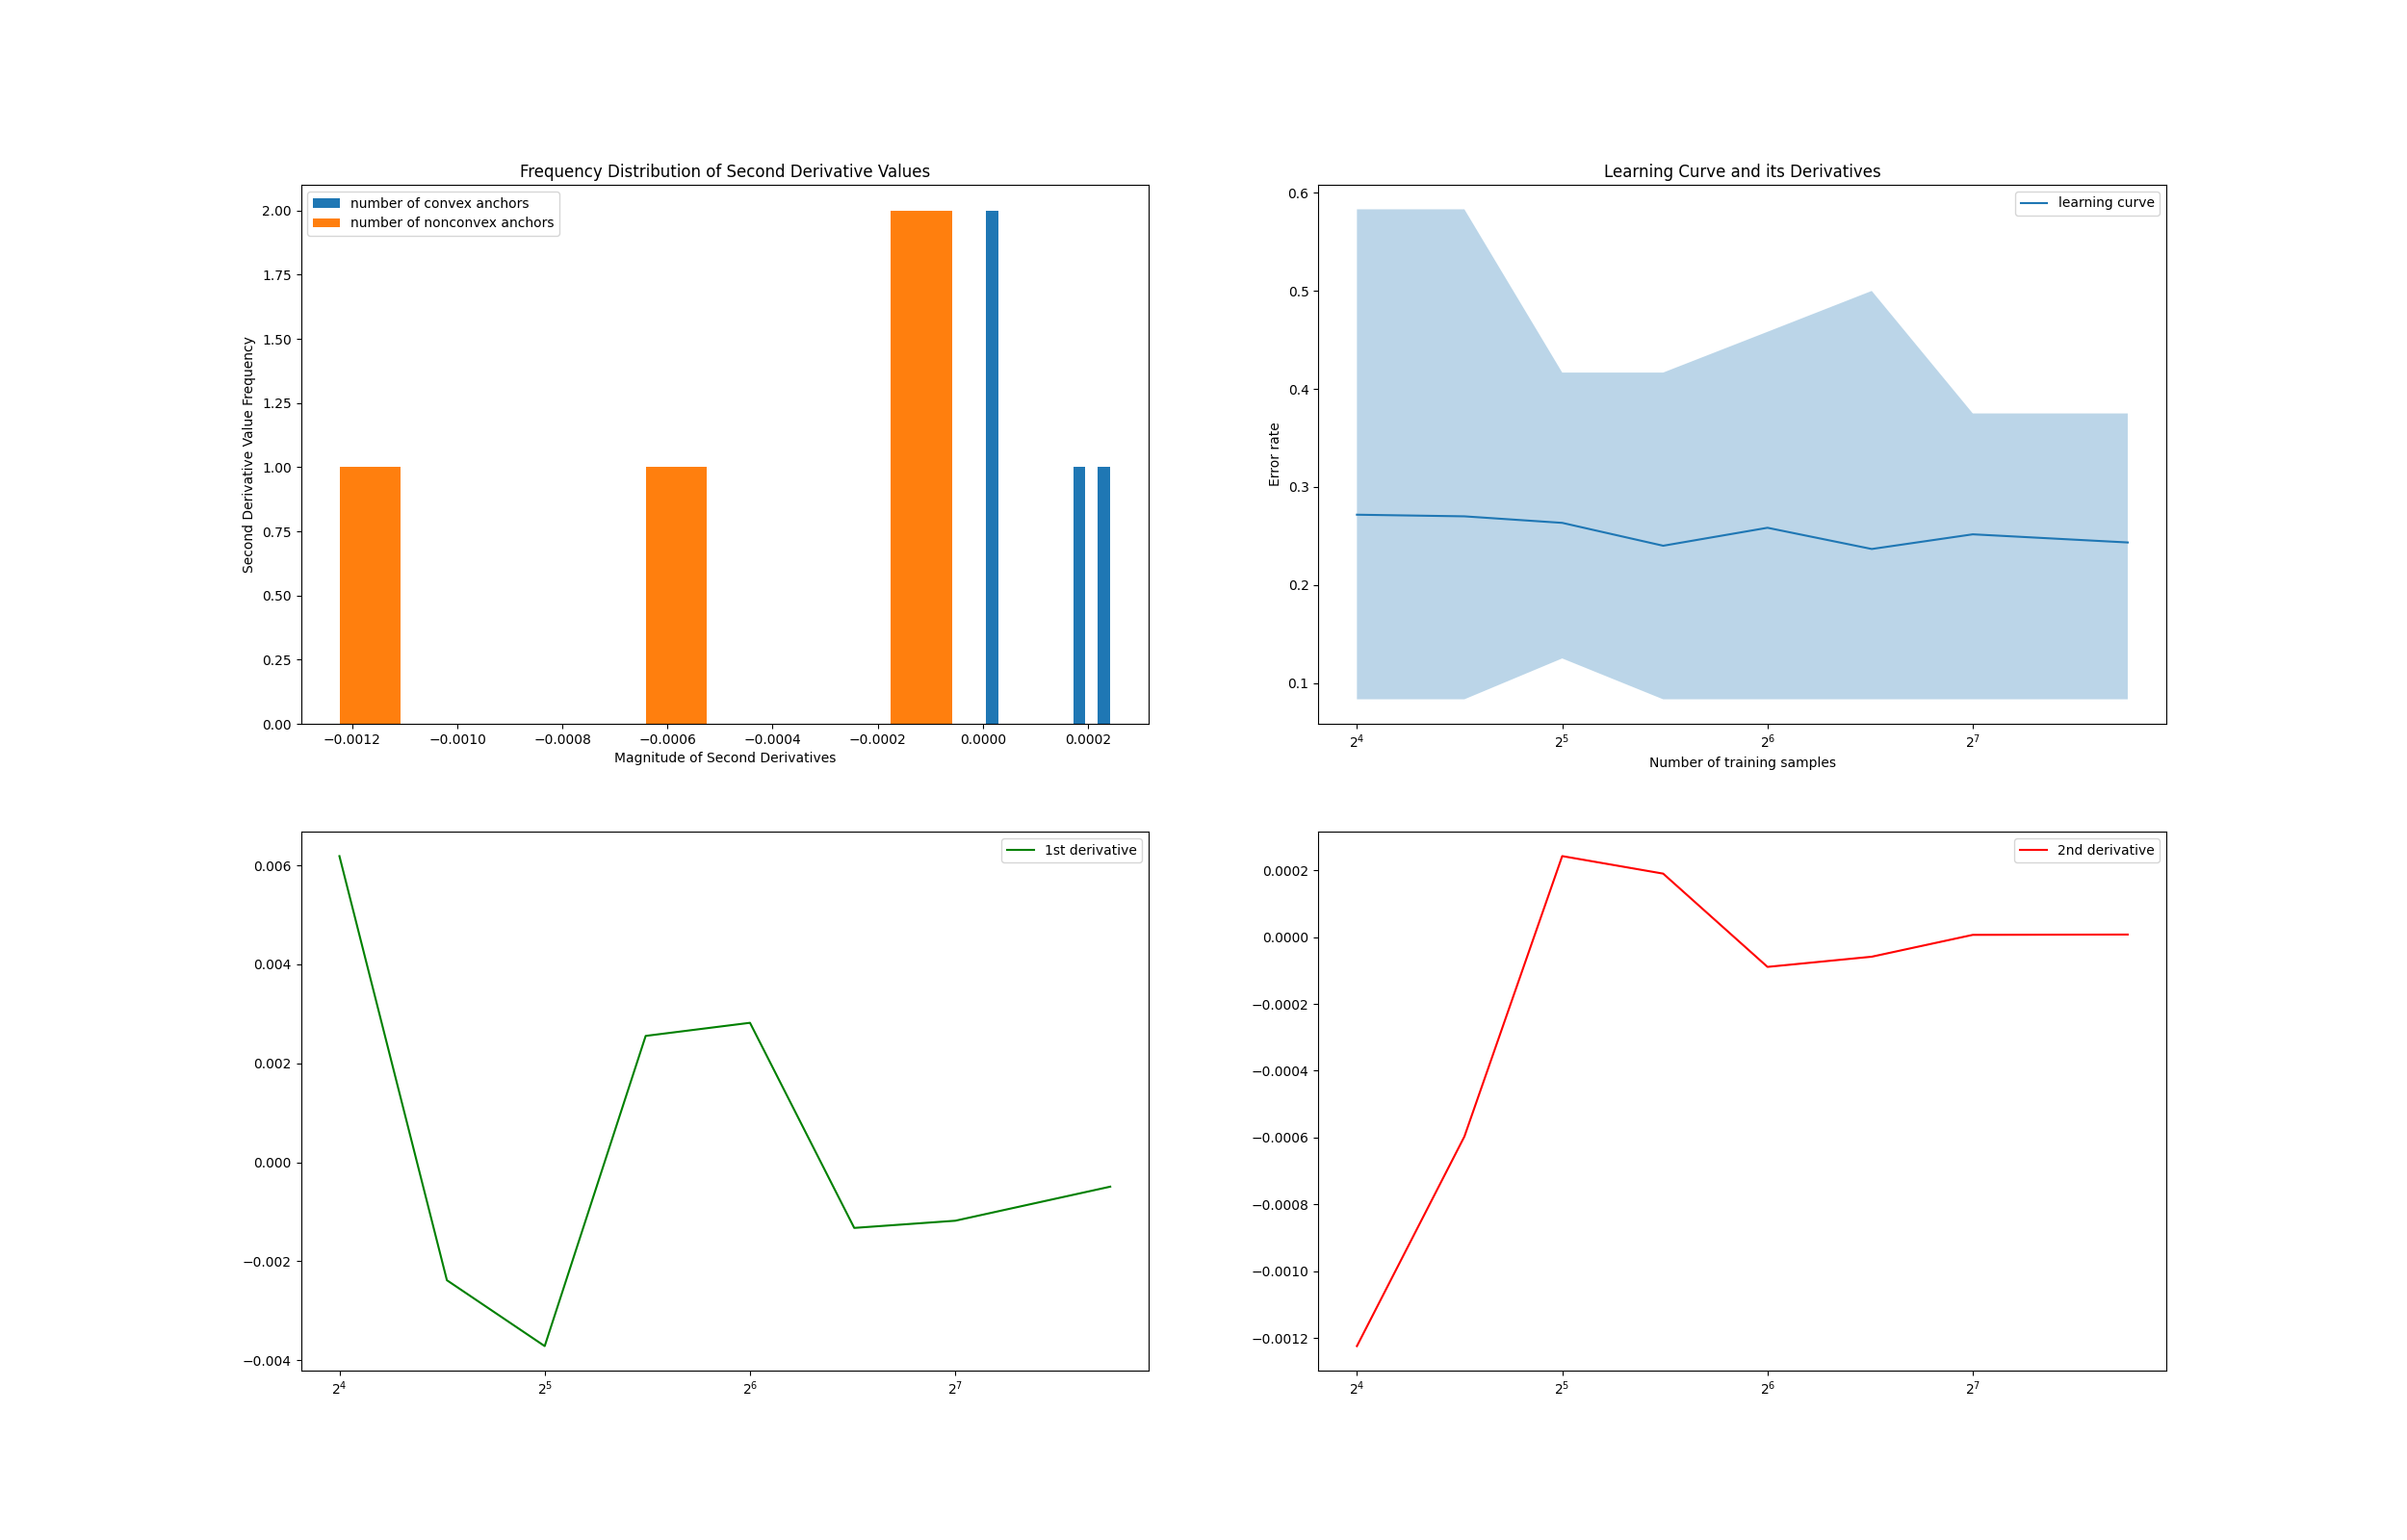 Frequency Distribution of Second Derivative Values
number of convex anchors
number of nonconvex anchors
2.00
1.75
1.50
1.25
1.00
0.75
0.50
0.25
0.00
Second Derivative Value Frequency
−0.0012 −0.0010 −0.0008 −0.0006 −0.0004 −0.0002 0.0000 0.0002
Magnitude of Second Derivatives
Learning Curve and its Derivatives
learning curve
0.6
0.5
0.4
0.3
0.2
0.1
Error rate
2⁴ 2⁵ 2⁶ 2⁷
Number of training samples
1st derivative
0.006
0.004
0.002
0.000
−0.002
−0.004
2⁴ 2⁵ 2⁶ 2⁷
2nd derivative
0.0002
0.0000
−0.0002
−0.0004
−0.0006
−0.0008
−0.0010
−0.0012
2⁴ 2⁵ 2⁶ 2⁷